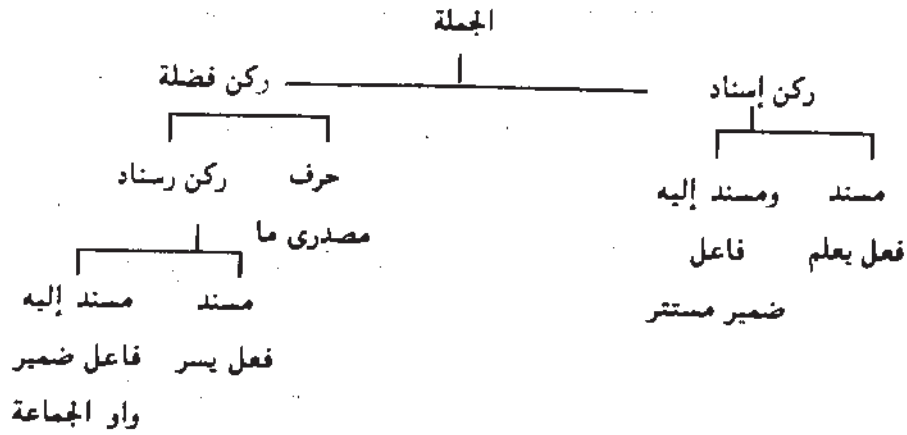 الجملة
ركن إسناد
ركن فضلة
مسند
ومسند إليه
حرف
ركن رسناد
فعل يعلم
فاعل
مصدرى ما
ضمير مستتر
مسند
مسند إليه
فعل يسر
فاعل ضمير
واو الجماعة